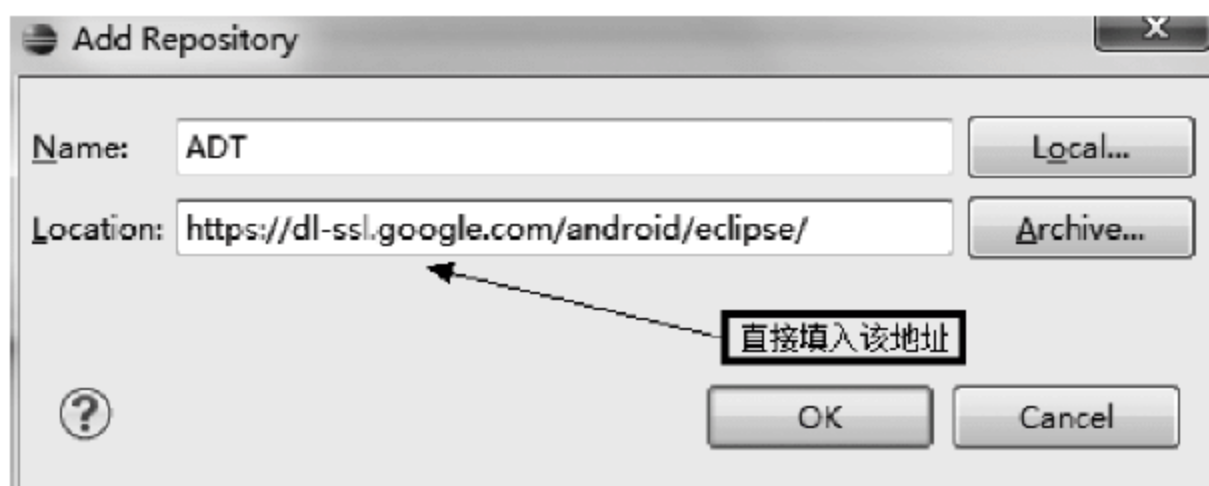 Add Repository
Name: ADT Local...
Location: https://dl-ssl.google.com/android/eclipse/ Archive...
直接填入该地址
? OK Cancel